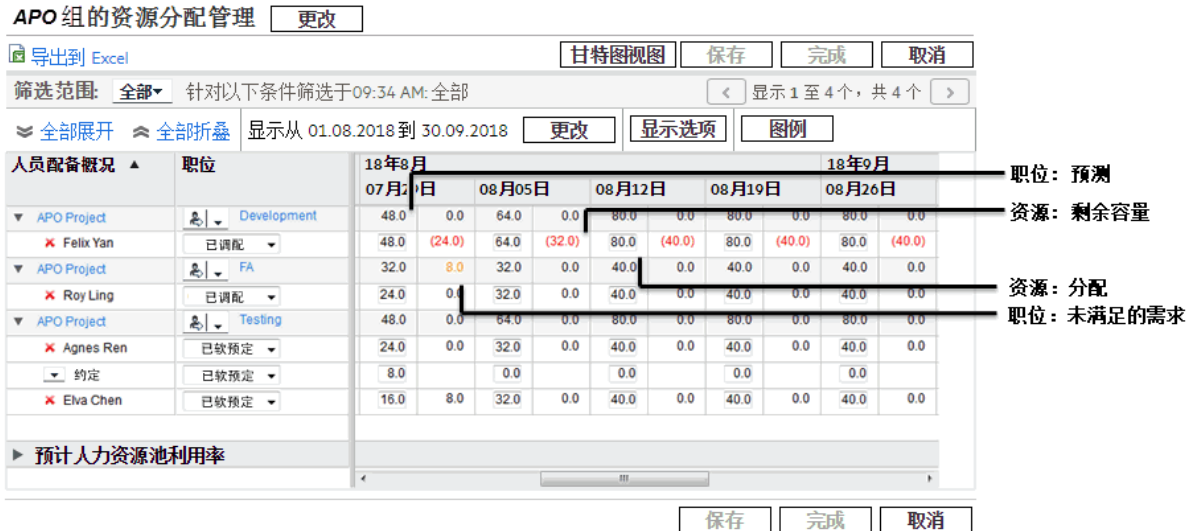 APO 组的资源分配管理 更改
导出到 Excel 甘特图视图 保存 完成 取消
筛选范围: 全部 针对以下条件筛选于09:34 AM: 全部 显示 1 至 4 个，共 4 个
全部展开 全部折叠 显示从 01.08.2018 到 30.09.2018 更改 显示选项 图例
人员配备概况 职位 18年8月 18年9月
07月29日 08月05日 08月12日 08月19日 08月26日
职位：预测
APO Project Development 48.0 0.0 64.0 0.0 80.0 0.0 80.0 0.0 80.0 0.0
资源：剩余容量
Felix Yan 已调配 48.0 (24.0) 64.0 (32.0) 80.0 (40.0) 80.0 (40.0) 80.0 (40.0)
APO Project FA 32.0 8.0 32.0 0.0 40.0 0.0 40.0 0.0 40.0 0.0
资源：分配
Roy Ling 已调配 24.0 0.0 32.0 0.0 40.0 0.0 40.0 0.0 40.0 0.0
职位：未满足的需求
APO Project Testing 48.0 0.0 64.0 0.0 80.0 0.0 80.0 0.0 80.0 0.0
Agnes Ren 已软预定 24.0 0.0 32.0 0.0 40.0 0.0 40.0 0.0 40.0 0.0
约定 已软预定 8.0 0.0 0.0 0.0 0.0
Elva Chen 已软预定 16.0 8.0 32.0 0.0 40.0 0.0 40.0 0.0 40.0 0.0
预计人力资源池利用率
保存 完成 取消